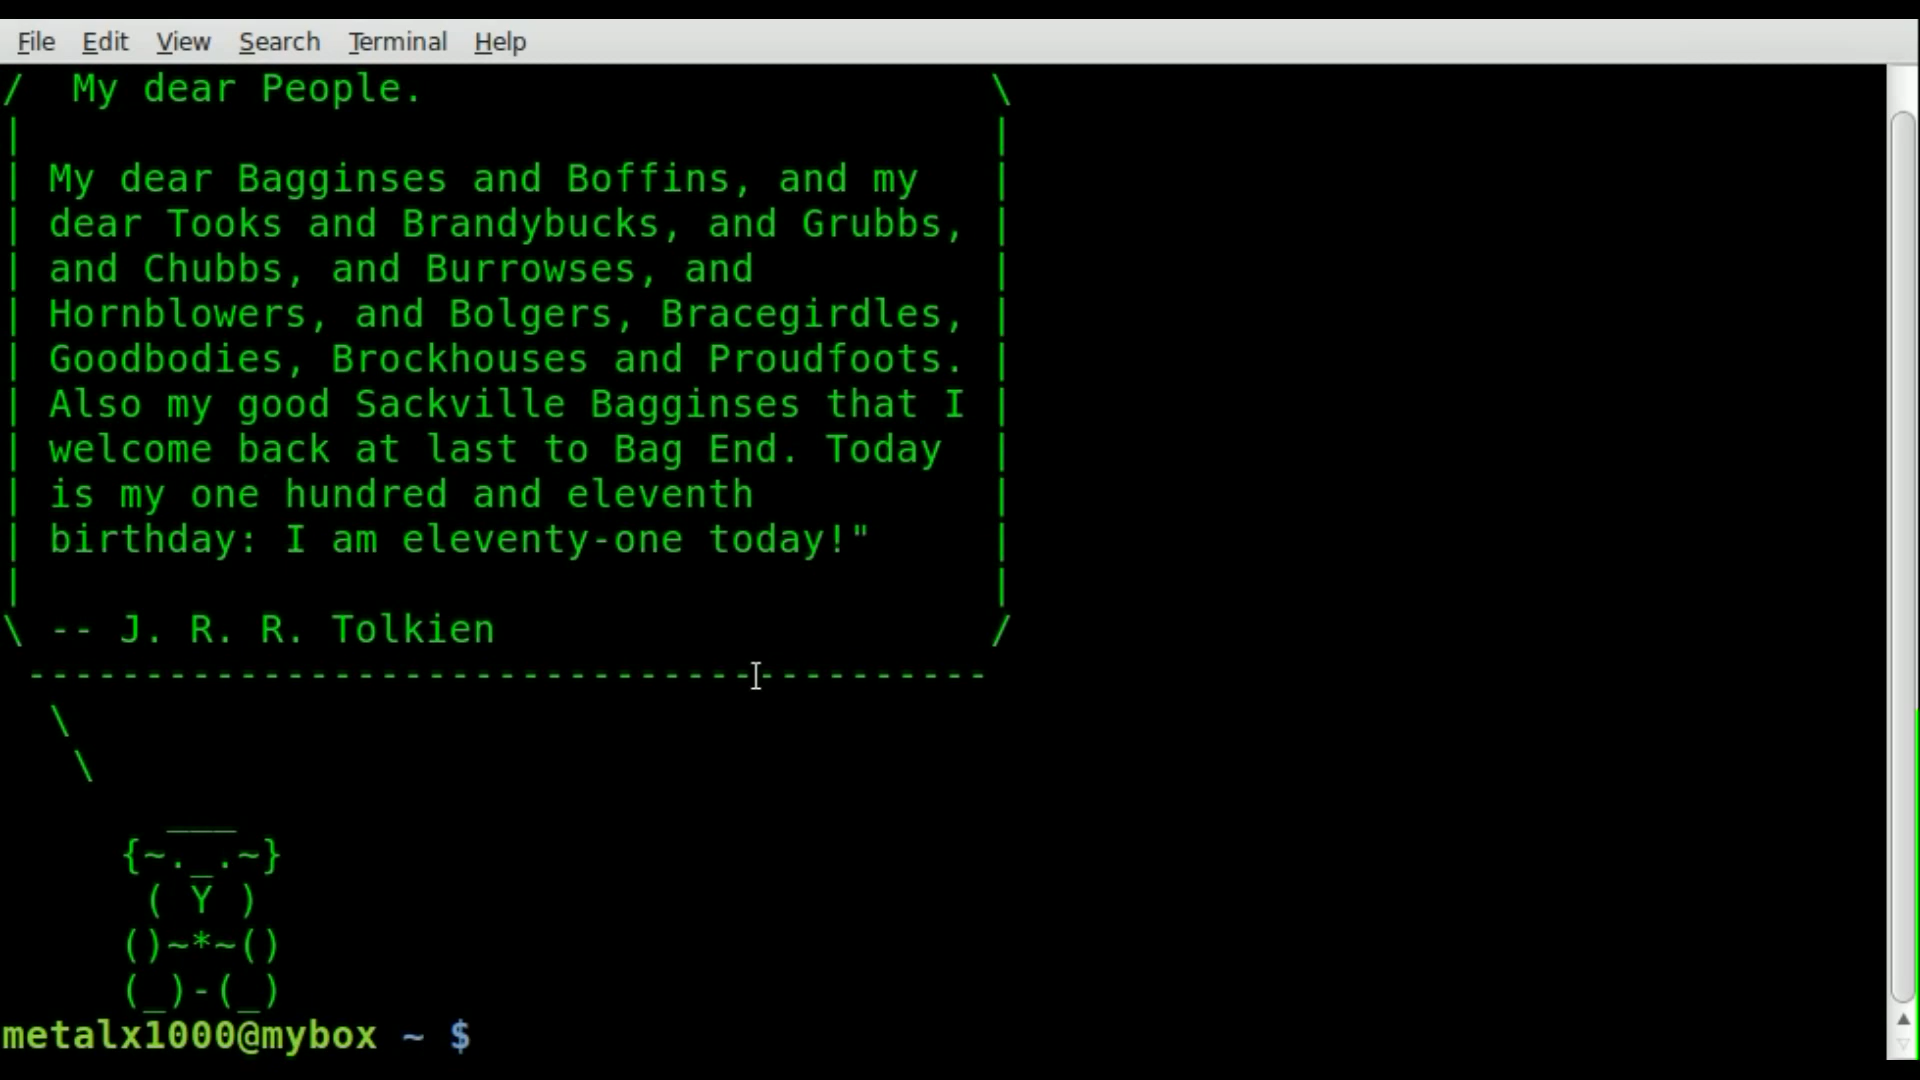 File Edit View Search Terminal Help
/  My dear People.                       \
|                                         |
| My dear Bagginses and Boffins, and my   |
| dear Tooks and Brandybucks, and Grubbs, |
| and Chubbs, and Burrowses, and          |
| Hornblowers, and Bolgers, Bracegirdles, |
| Goodbodies, Brockhouses and Proudfoots. |
| Also my good Sackville Bagginses that I |
| welcome back at last to Bag End. Today  |
| is my one hundred and eleventh          |
| birthday: I am eleventy-one today!"     |
|                                         |
\ -- J. R. R. Tolkien                     /
 -----------------------------------------
  \
   \
       ___
     {~._.~}
      ( Y )
     ()~*~()
     (_)-(_)
metalx1000@mybox ~ $